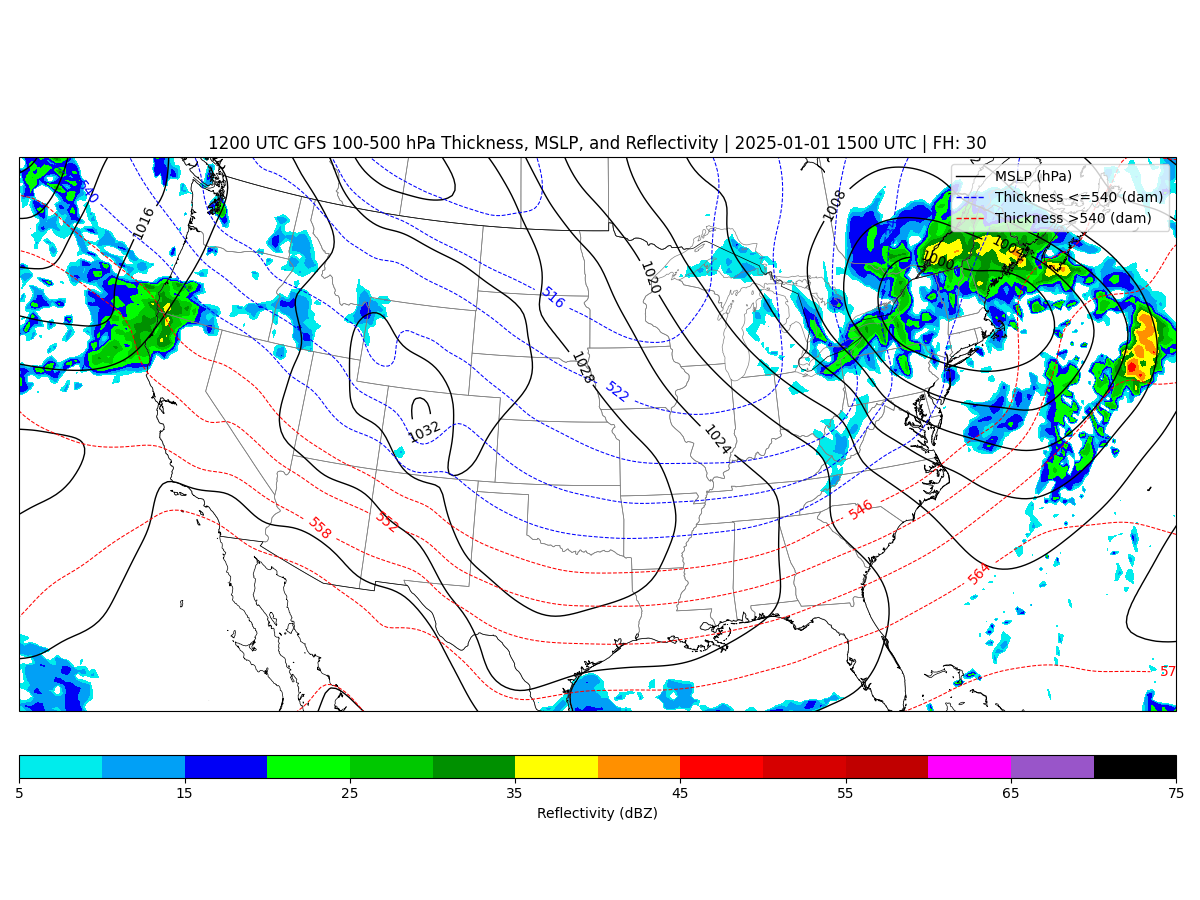 1200 UTC GFS 100-500 hPa Thickness, MSLP, and Reflectivity | 2025-01-01 1500 UTC | FH: 30
MSLP (hPa)
Thickness <=540 (dam)
Thickness >540 (dam)
540
1016
1008
1004
1000
1020
516
1028
522
1032
1024
546
552
558
564
57
5 15 25 35 45 55 65 75
Reflectivity (dBZ)